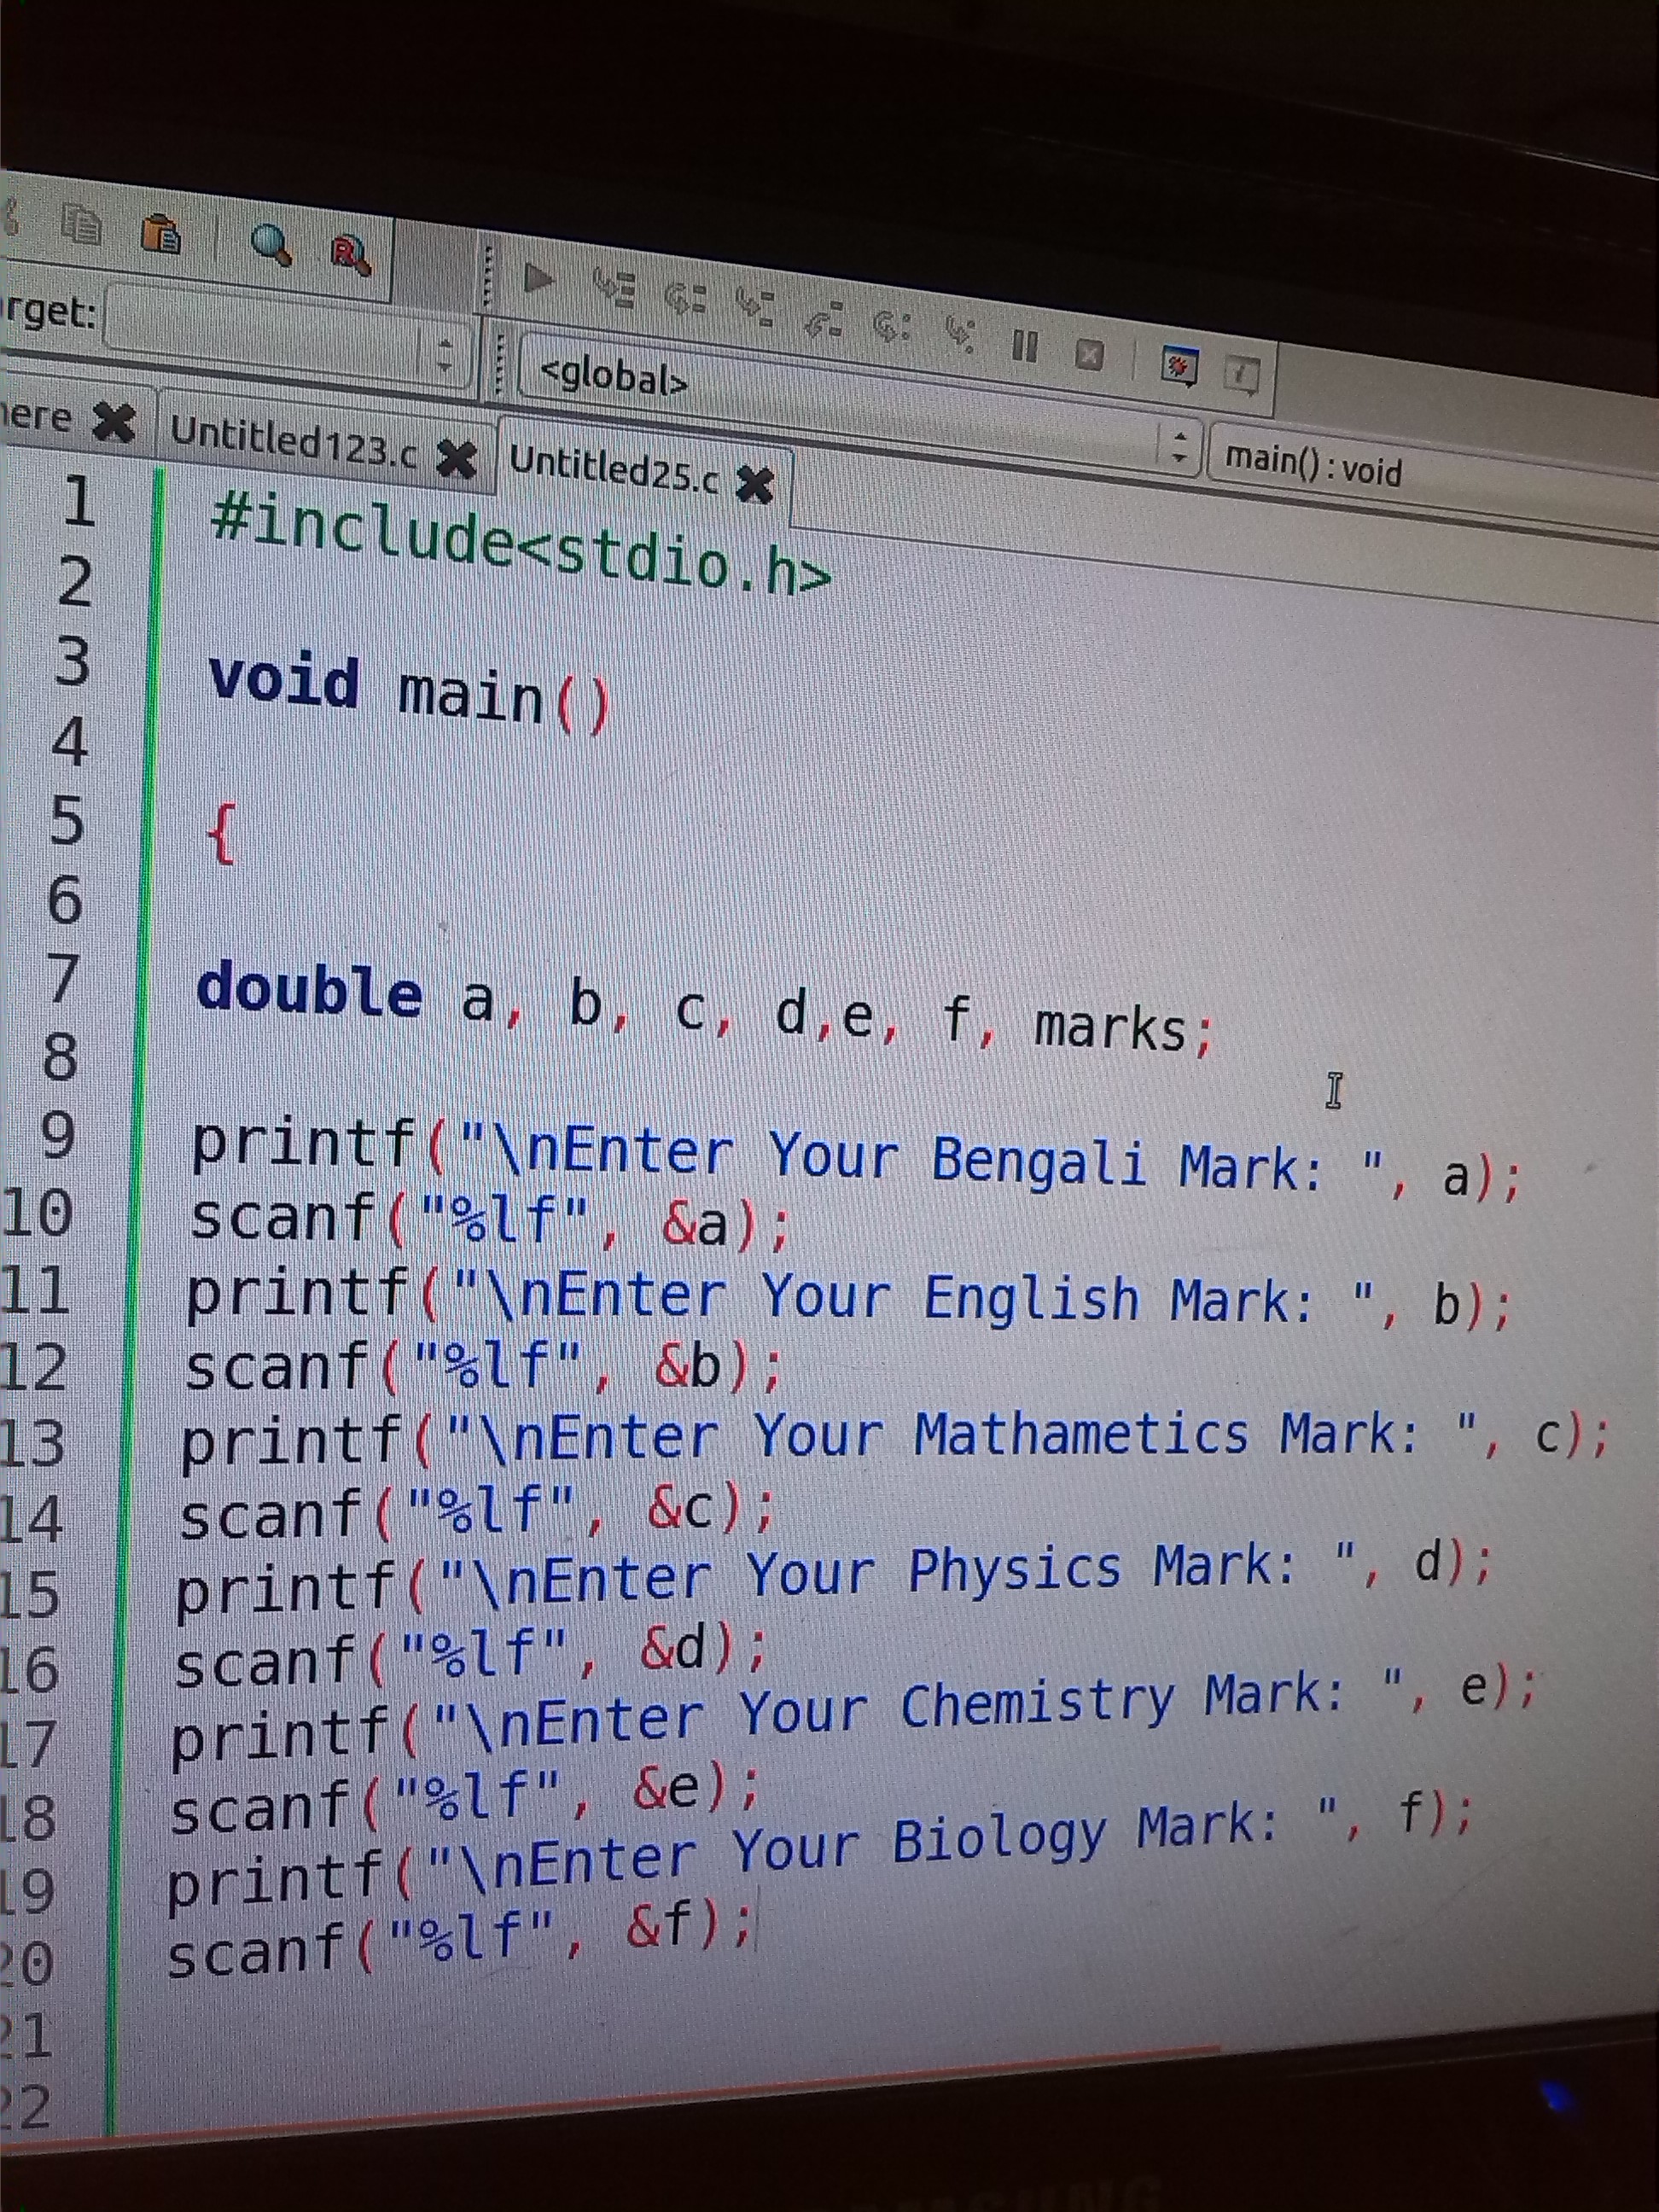 rget:
<global>
main() : void
here
Untitled123.c
Untitled25.c
1 #include<stdio.h>
2
3 void main()
4
5 {
6
7 double a, b, c, d,e, f, marks;
8
9 printf("\nEnter Your Bengali Mark: ", a);
10 scanf("%lf", &a);
11 printf("\nEnter Your English Mark: ", b);
12 scanf("%lf", &b);
13 printf("\nEnter Your Mathametics Mark: ", c);
14 scanf("%lf", &c);
15 printf("\nEnter Your Physics Mark: ", d);
16 scanf("%lf", &d);
17 printf("\nEnter Your Chemistry Mark: ", e);
18 scanf("%lf", &e);
19 printf("\nEnter Your Biology Mark: ", f);
20 scanf("%lf", &f);
21
22